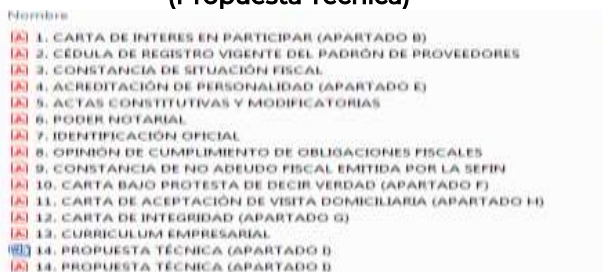 (Propuesta Técnica)
Nombre
1. CARTA DE INTERES EN PARTICIPAR (APARTADO B)
2. CÉDULA DE REGISTRO VIGENTE DEL PADRÓN DE PROVEEDORES
3. CONSTANCIA DE SITUACIÓN FISCAL
4. ACREDITACIÓN DE PERSONALIDAD (APARTADO E)
5. ACTAS CONSTITUTIVAS Y MODIFICATORIAS
6. PODER NOTARIAL
7. IDENTIFICACIÓN OFICIAL
8. OPINIÓN DE CUMPLIMIENTO DE OBLIGACIONES FISCALES
9. CONSTANCIA DE NO ADEUDO FISCAL EMITIDA POR LA SEFIN
10. CARTA BAJO PROTESTA DE DECIR VERDAD (APARTADO F)
11. CARTA DE ACEPTACIÓN DE VISITA DOMICILIARIA (APARTADO H)
12. CARTA DE INTEGRIDAD (APARTADO G)
13. CURRICULUM EMPRESARIAL
14. PROPUESTA TÉCNICA (APARTADO I)
14. PROPUESTA TÉCNICA (APARTADO I)